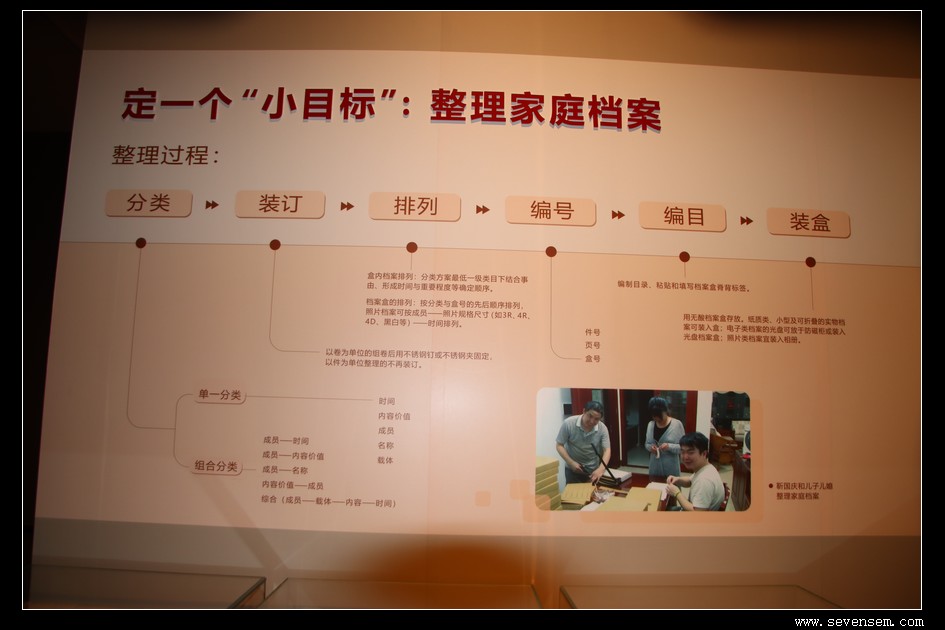 定一个“小目标”：整理家庭档案
整理过程：
分类
装订
排列
编号
编目
装盒
盒内档案排列：分类方案最低一级类目下结合事
由、形成时间与重要程度等确定顺序。
档案盒的排列：按分类与盒号的先后顺序排列，
照片档案可按成员——照片规格尺寸（如3R，4R，
4D、黑白等）——时间排列。
编制目录、粘贴和填写档案盒脊背标签。
用无酸档案盒存放。纸质类、小型及可折叠的实物档
案可装入盒；电子类档案的光盘可放于防磁柜或装入
光盘档案盒；照片类档案宜装入相册。
件号
页号
盒号
以卷为单位的组卷后用不锈钢钉或不锈钢夹固定，
以件为单位整理的不再装订。
单一分类
时间
内容价值
成员
名称
载体
组合分类
成员——时间
成员——内容价值
成员——名称
内容价值——成员
综合（成员——载体——内容——时间）
靳国庆和儿子儿媳
整理家庭档案
www.sevensem.com